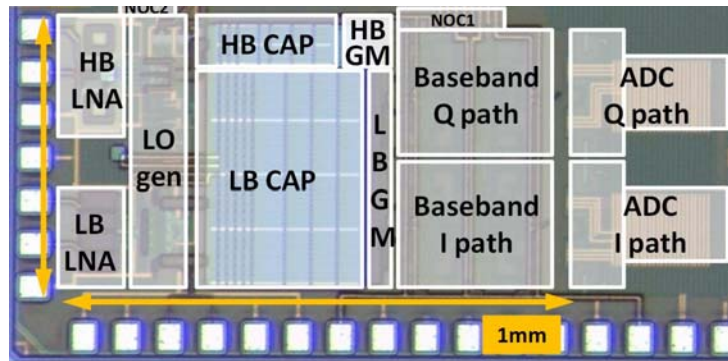 NOC2
HB CAP
HB
GM
NOC1
HB
LNA
LO
gen
LB CAP
L
B
G
M
Baseband
Q path
ADC
Q path
LB
LNA
Baseband
I path
ADC
I path
1mm